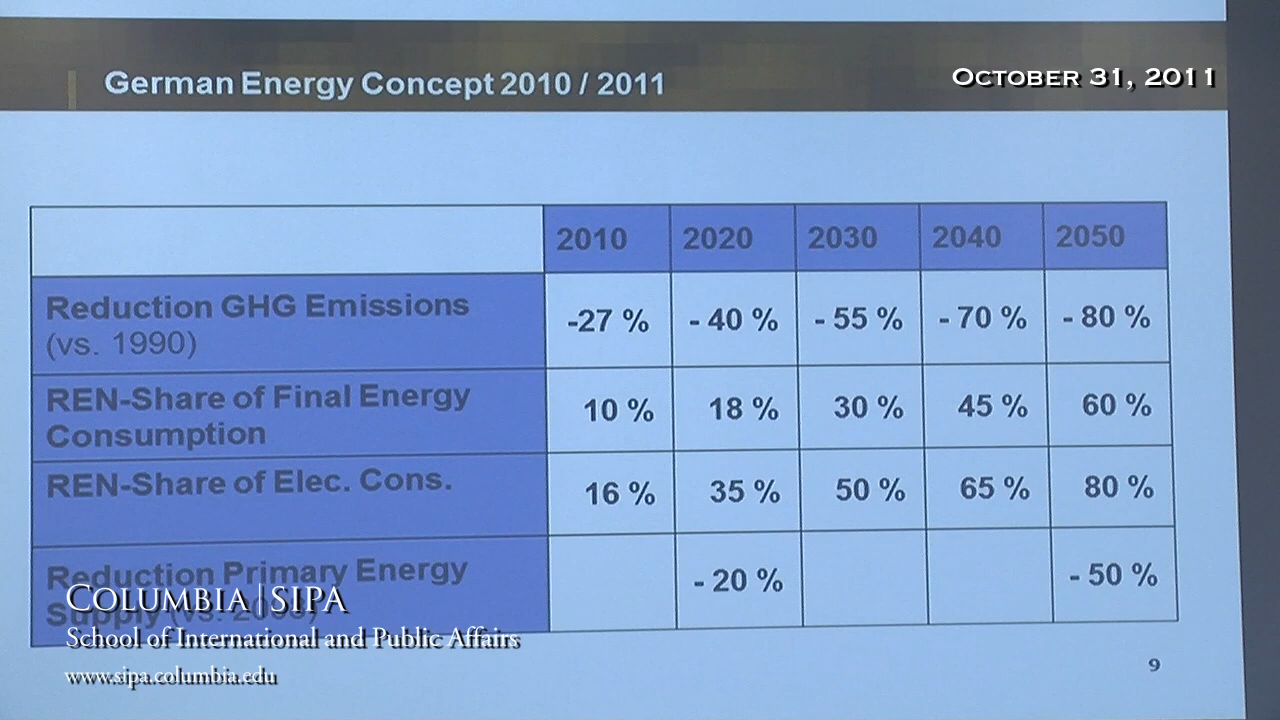 German Energy Concept 2010 / 2011
October 31, 2011
2010 2020 2030 2040 2050
Reduction GHG Emissions
(vs. 1990)
-27 % - 40 % - 55 % - 70 % - 80 %
REN-Share of Final Energy
Consumption
10 % 18 % 30 % 45 % 60 %
REN-Share of Elec. Cons.
16 % 35 % 50 % 65 % 80 %
Reduction Primary Energy
Supply (vs.
- 20 % - 50 %
Columbia | SIPA
School of International and Public Affairs
www.sipa.columbia.edu
9